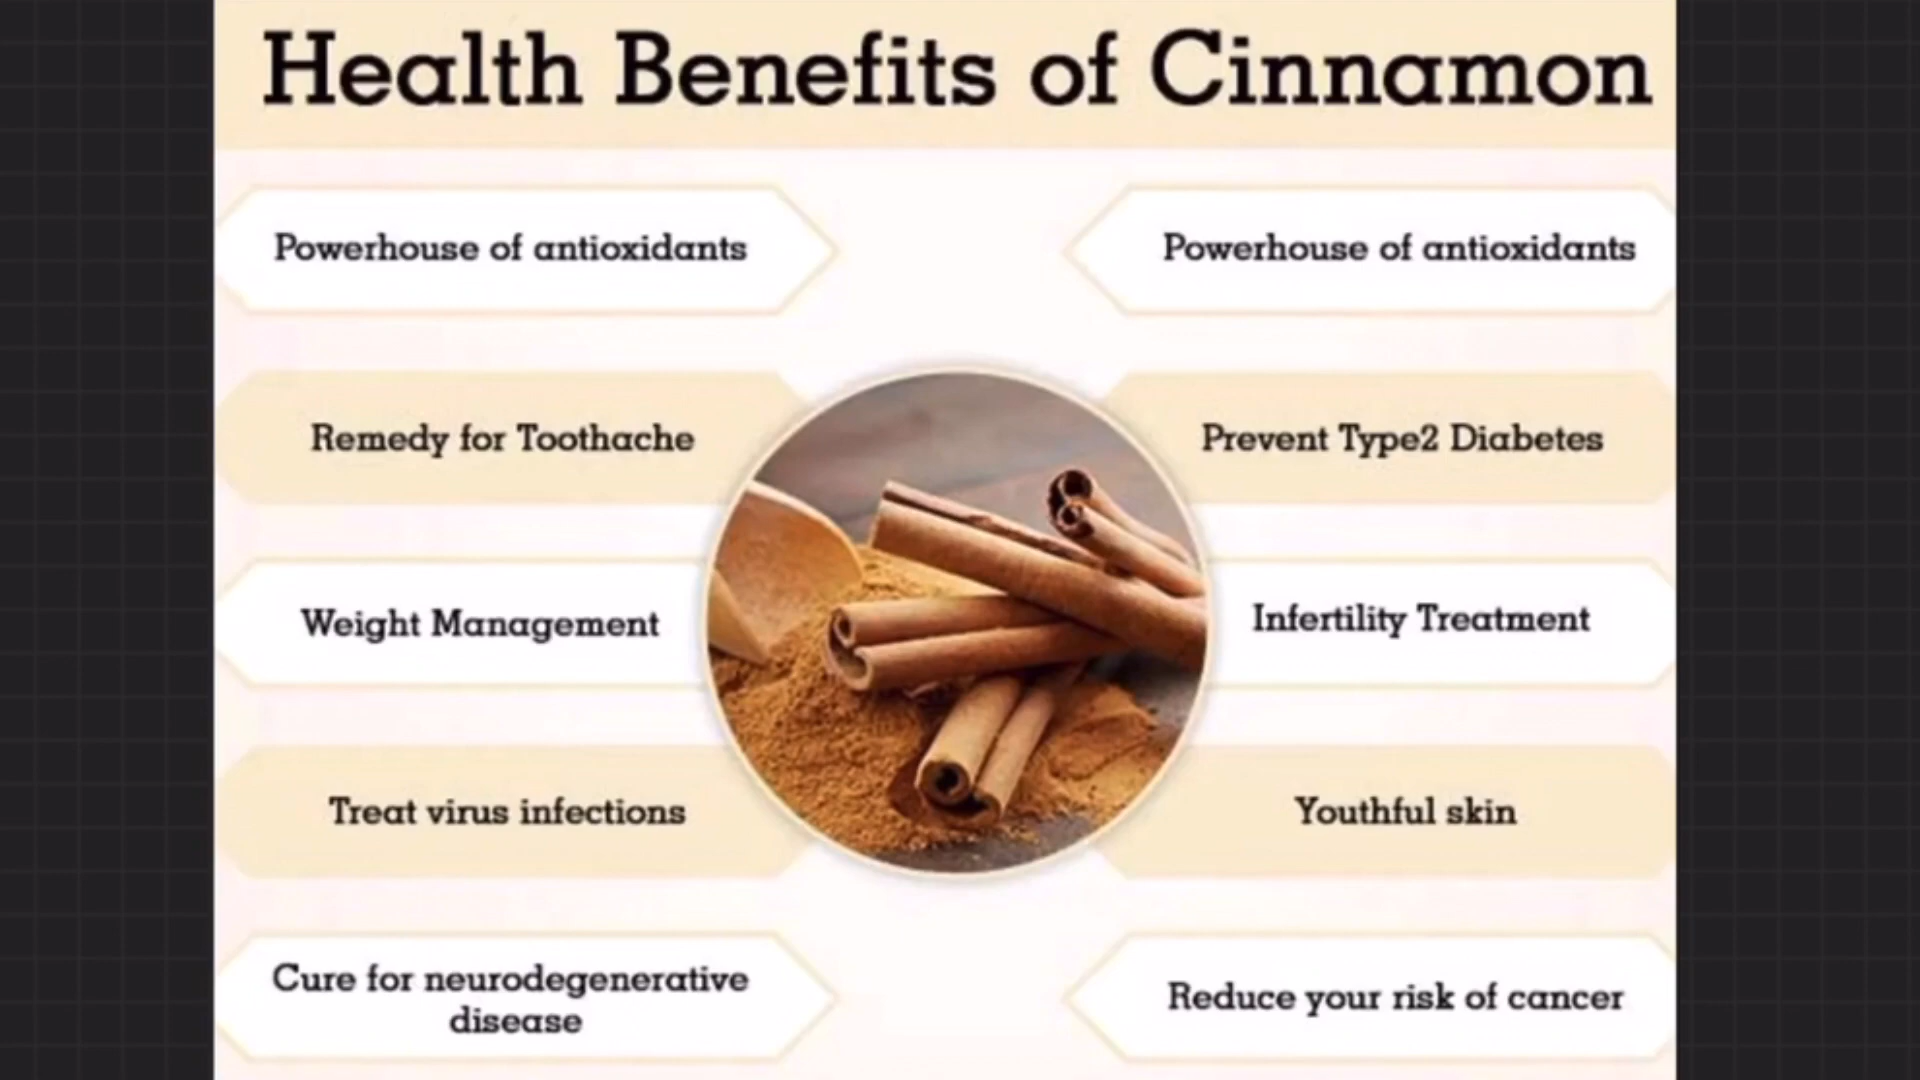 Health Benefits of Cinnamon
Powerhouse of antioxidants
Powerhouse of antioxidants
Remedy for Toothache
Prevent Type2 Diabetes
Weight Management
Infertility Treatment
Treat virus infections
Youthful skin
Cure for neurodegenerative
disease
Reduce your risk of cancer